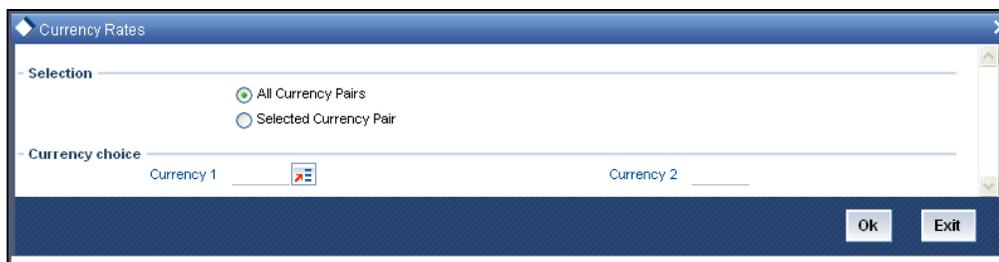 Currency Rates
Selection
All Currency Pairs
Selected Currency Pair
Currency choice
Currency 1 Currency 2
Ok Exit